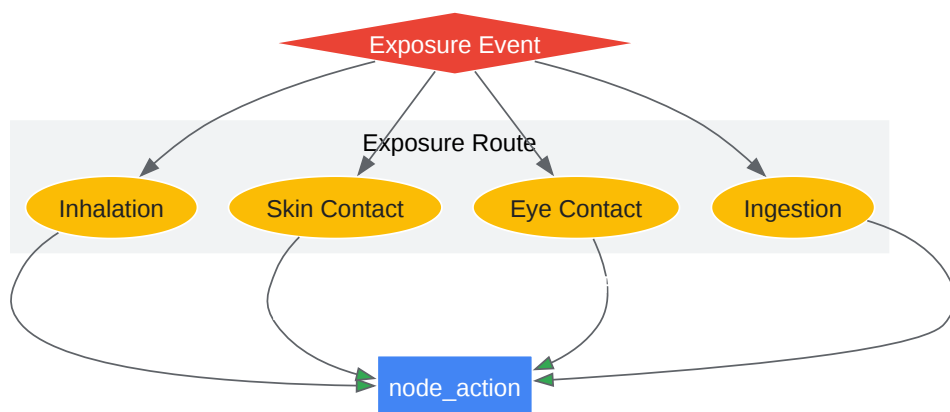 Exposure Event
Exposure Route
Inhalation
Skin Contact
Eye Contact
Ingestion
node_action